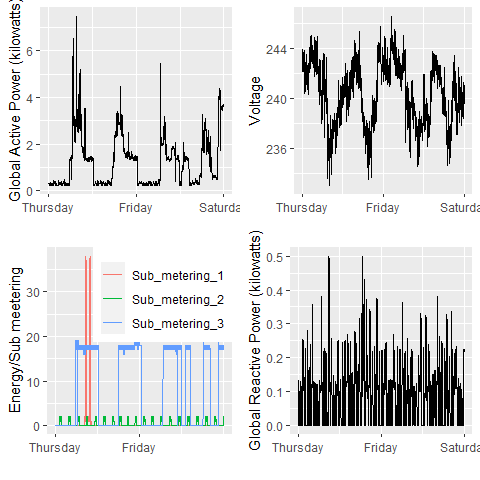 Global Active Power (kilowatts)
6
4
2
0
Thursday
Friday
Saturda
Voltage
244
240
236
Thursday
Friday
Saturday
Energy/Sub meetering
30
20
10
0
Sub_metering_1
Sub_metering_2
Sub_metering_3
Thursday
Friday
Global Reactive Power (kilowatts)
0.5
0.4
0.3
0.2
0.1
0.0
Thursday
Friday
Saturday